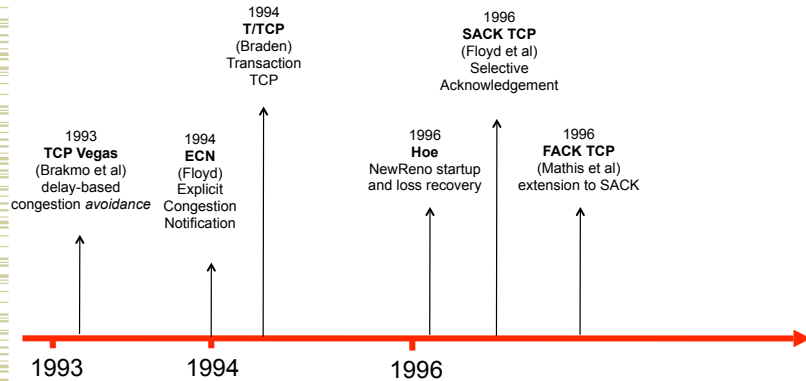 1993
TCP Vegas
(Brakmo et al)
delay-based
congestion avoidance
1994
ECN
(Floyd)
Explicit
Congestion
Notification
1994
T/TCP
(Braden)
Transaction
TCP
1996
Hoe
NewReno startup
and loss recovery
1996
SACK TCP
(Floyd et al)
Selective
Acknowledgement
1996
FACK TCP
(Mathis et al)
extension to SACK
1993
1994
1996